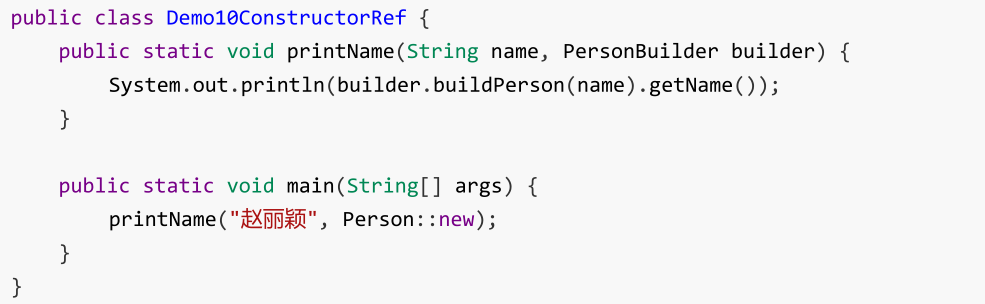 public class Demo10ConstructorRef {
    public static void printName(String name, PersonBuilder builder) {
        System.out.println(builder.buildPerson(name).getName());
    }

    public static void main(String[] args) {
        printName("赵丽颖", Person::new);
    }
}